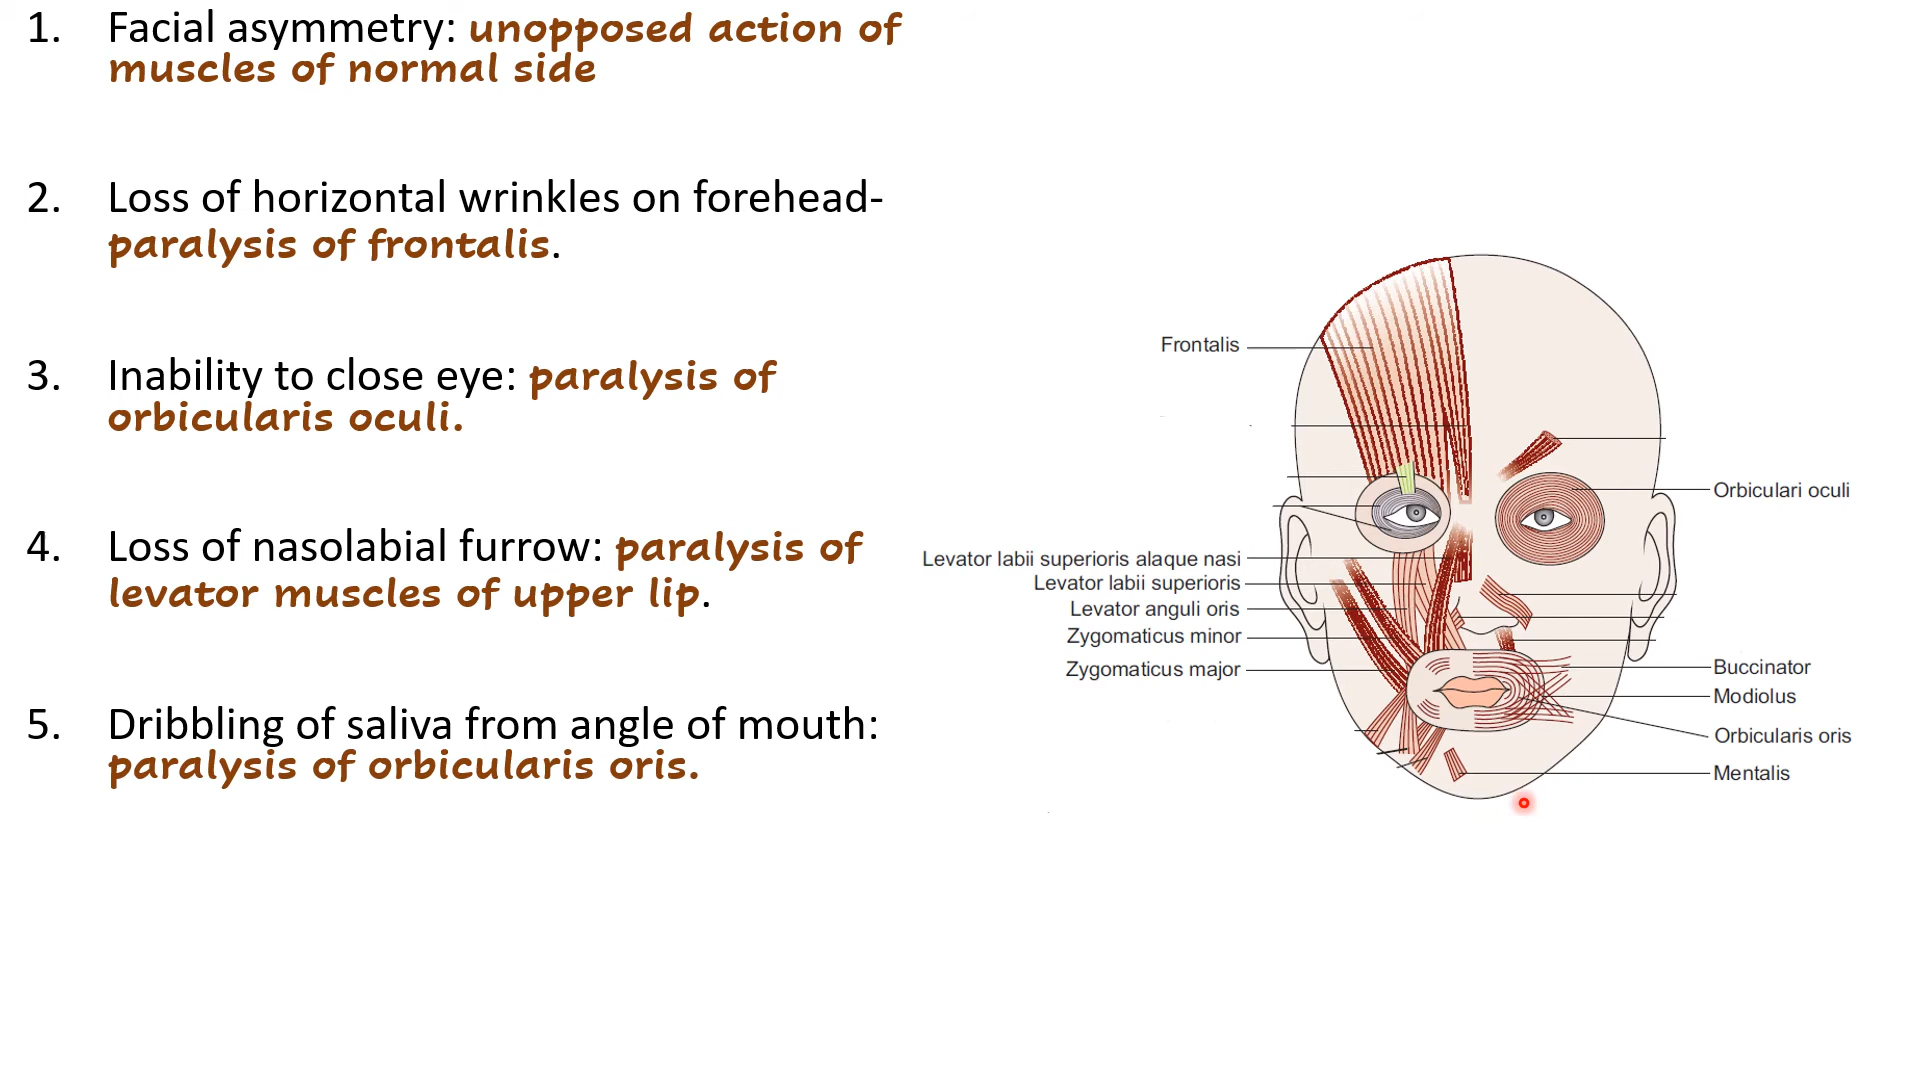 1. Facial asymmetry: unopposed action of
muscles of normal side
2. Loss of horizontal wrinkles on forehead-
paralysis of frontalis.
3. Inability to close eye: paralysis of
orbicularis oculi.
4. Loss of nasolabial furrow: paralysis of
levator muscles of upper lip.
5. Dribbling of saliva from angle of mouth:
paralysis of orbicularis oris.
Frontalis
Levator labii superioris alaque nasi
Levator labii superioris
Levator anguli oris
Zygomaticus minor
Zygomaticus major
Orbiculari oculi
Buccinator
Modiolus
Orbicularis oris
Mentalis